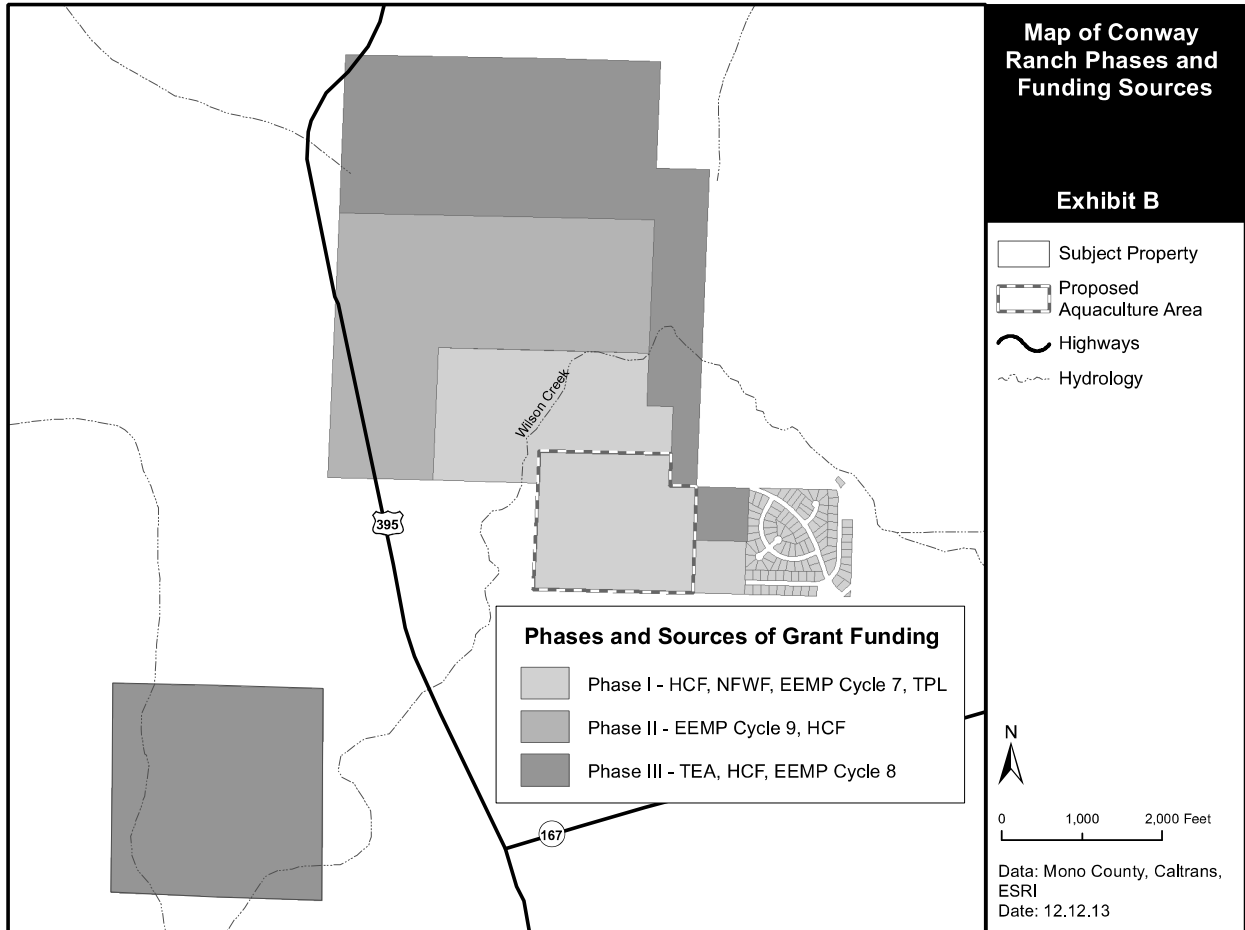 Map of Conway
Ranch Phases and
Funding Sources
Exhibit B
Subject Property
Proposed
Aquaculture Area
Highways
Hydrology
Wilson Creek
395
Phases and Sources of Grant Funding
Phase I - HCF, NFWF, EEMP Cycle 7, TPL
Phase II - EEMP Cycle 9, HCF
Phase III - TEA, HCF, EEMP Cycle 8
167
N
0 1,000 2,000 Feet
Data: Mono County, Caltrans,
ESRI
Date: 12.12.13